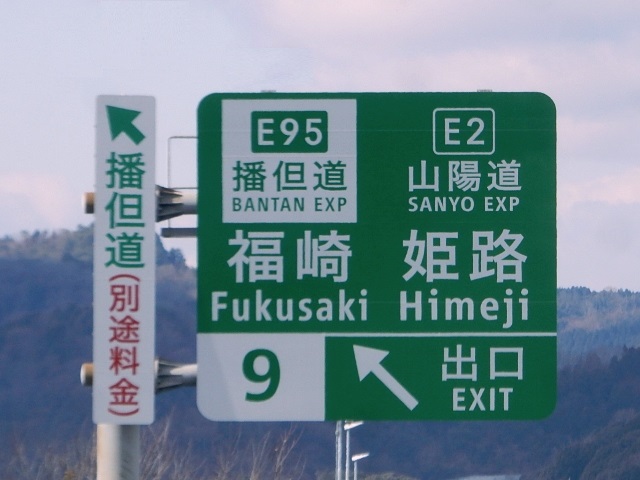 播但道
(別途料金)
E95
播但道
BANTAN EXP
福崎
Fukusaki
E2
山陽道
SANYO EXP
姫路
Himeji
9
出口
EXIT